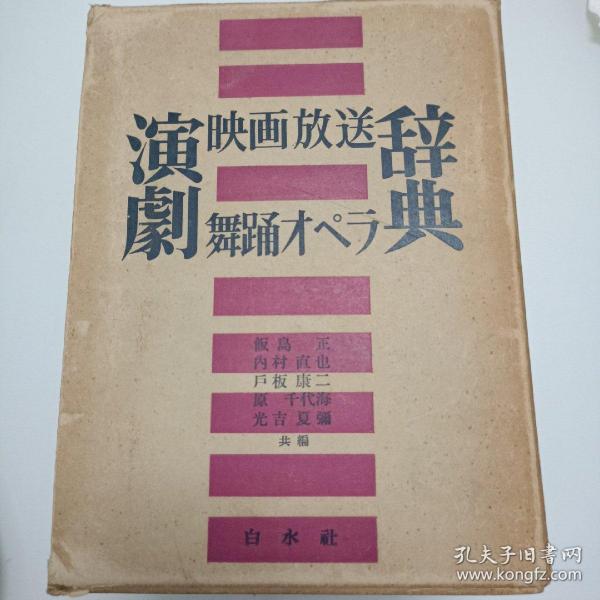 演劇
映画放送
舞踊オペラ
辞典
飯島 正
内村直也
戸板康二
原 千代海
光吉夏彌
共編
白水社
孔夫子旧书网
www.kongfz.com